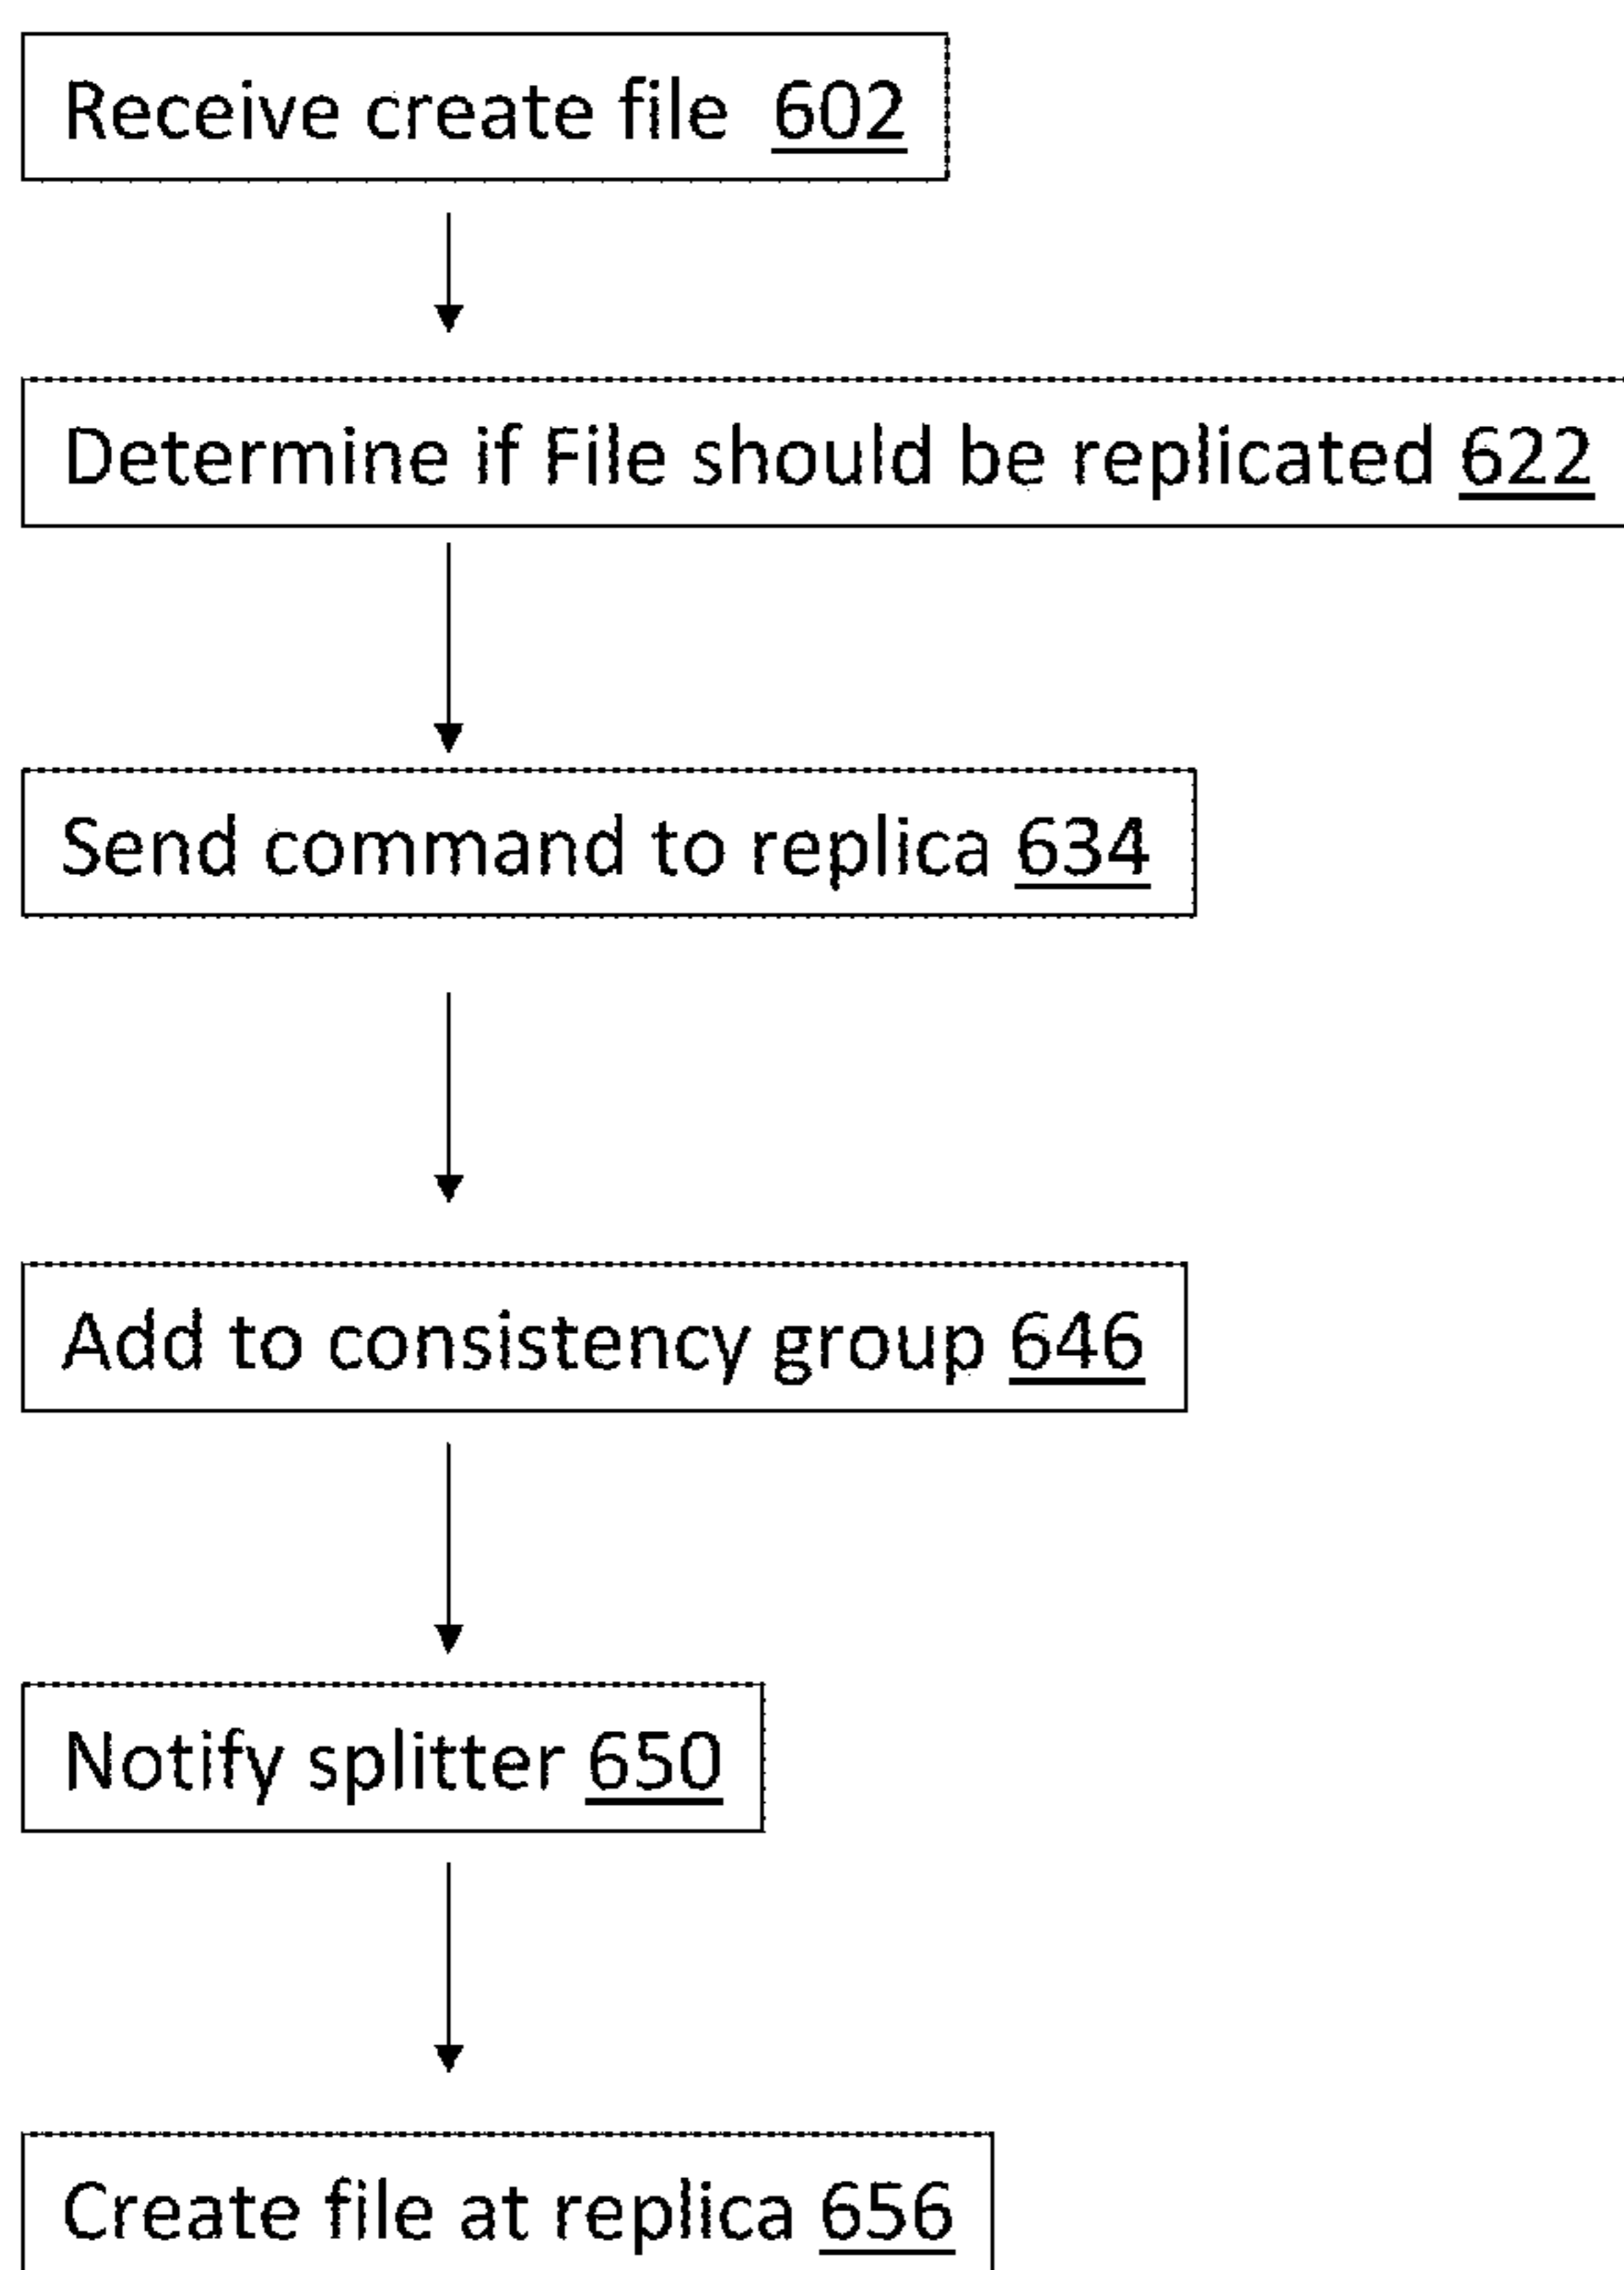 Receive create file 602
Determine if File should be replicated 622
Send command to replica 634
Add to consistency group 646
Notify splitter 650
Create file at replica 656